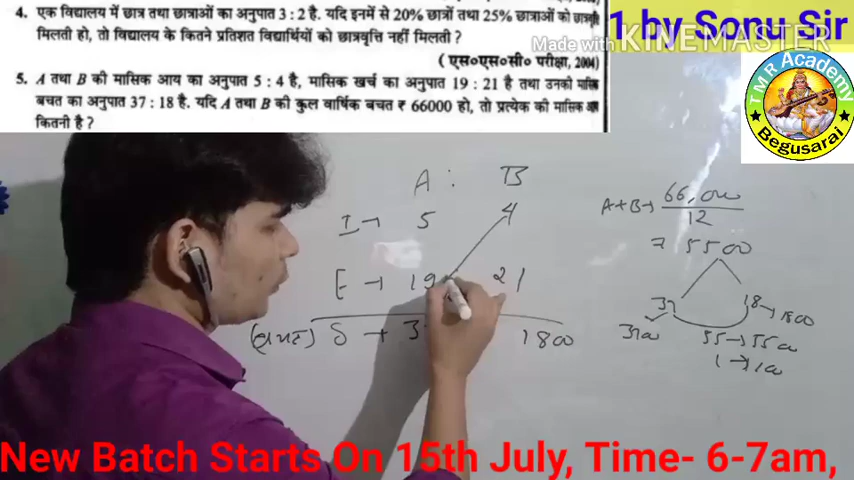 4. एक विद्यालय में छात्र तथा छात्राओं का अनुपात 3 : 2 है. यदि इनमें से 20% छात्रों तथा 25% छात्राओं को छात्रवृत्ति
मिलती हो, तो विद्यालय के कितने प्रतिशत विद्यार्थियों को छात्रवृत्ति नहीं मिलती ?
( एस०एस०सी० परीक्षा, 2004)
5. A तथा B की मासिक आय का अनुपात 5 : 4 है, मासिक खर्च का अनुपात 19 : 21 है तथा उनकी मासिक
बचत का अनुपात 37 : 18 है. यदि A तथा B की कुल वार्षिक बचत ₹ 66000 हो, तो प्रत्येक की मासिक आय
कितनी है ?
1 by Sonu Sir
Made with KINEMASTER
TMR Academy
Begusarai
A : B
I → 5 4
E → 19 21
(बचत) S → 3 1800
A+B→ 66,000
12
5500
37 18→1800
3700 55→5500
1→100
New Batch Starts On 15th July, Time- 6-7am,